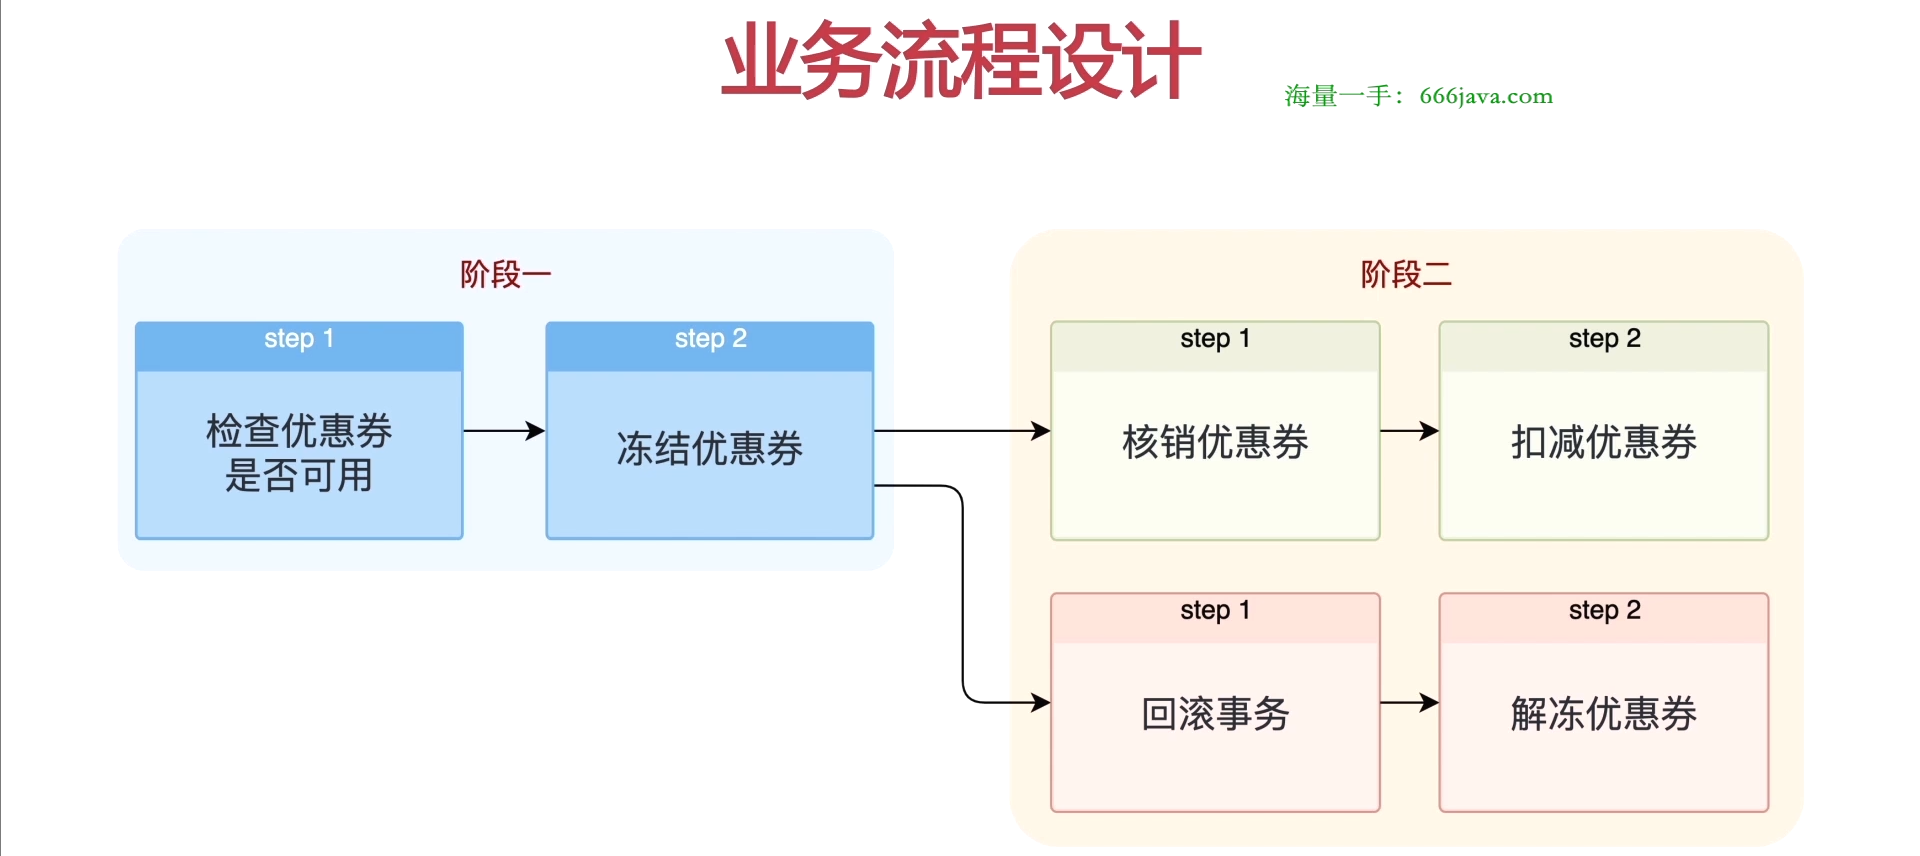 业务流程设计
海量一手：666java.com
阶段一
step 1
检查优惠券
是否可用
step 2
冻结优惠券
阶段二
step 1
核销优惠券
step 2
扣减优惠券
step 1
回滚事务
step 2
解冻优惠券